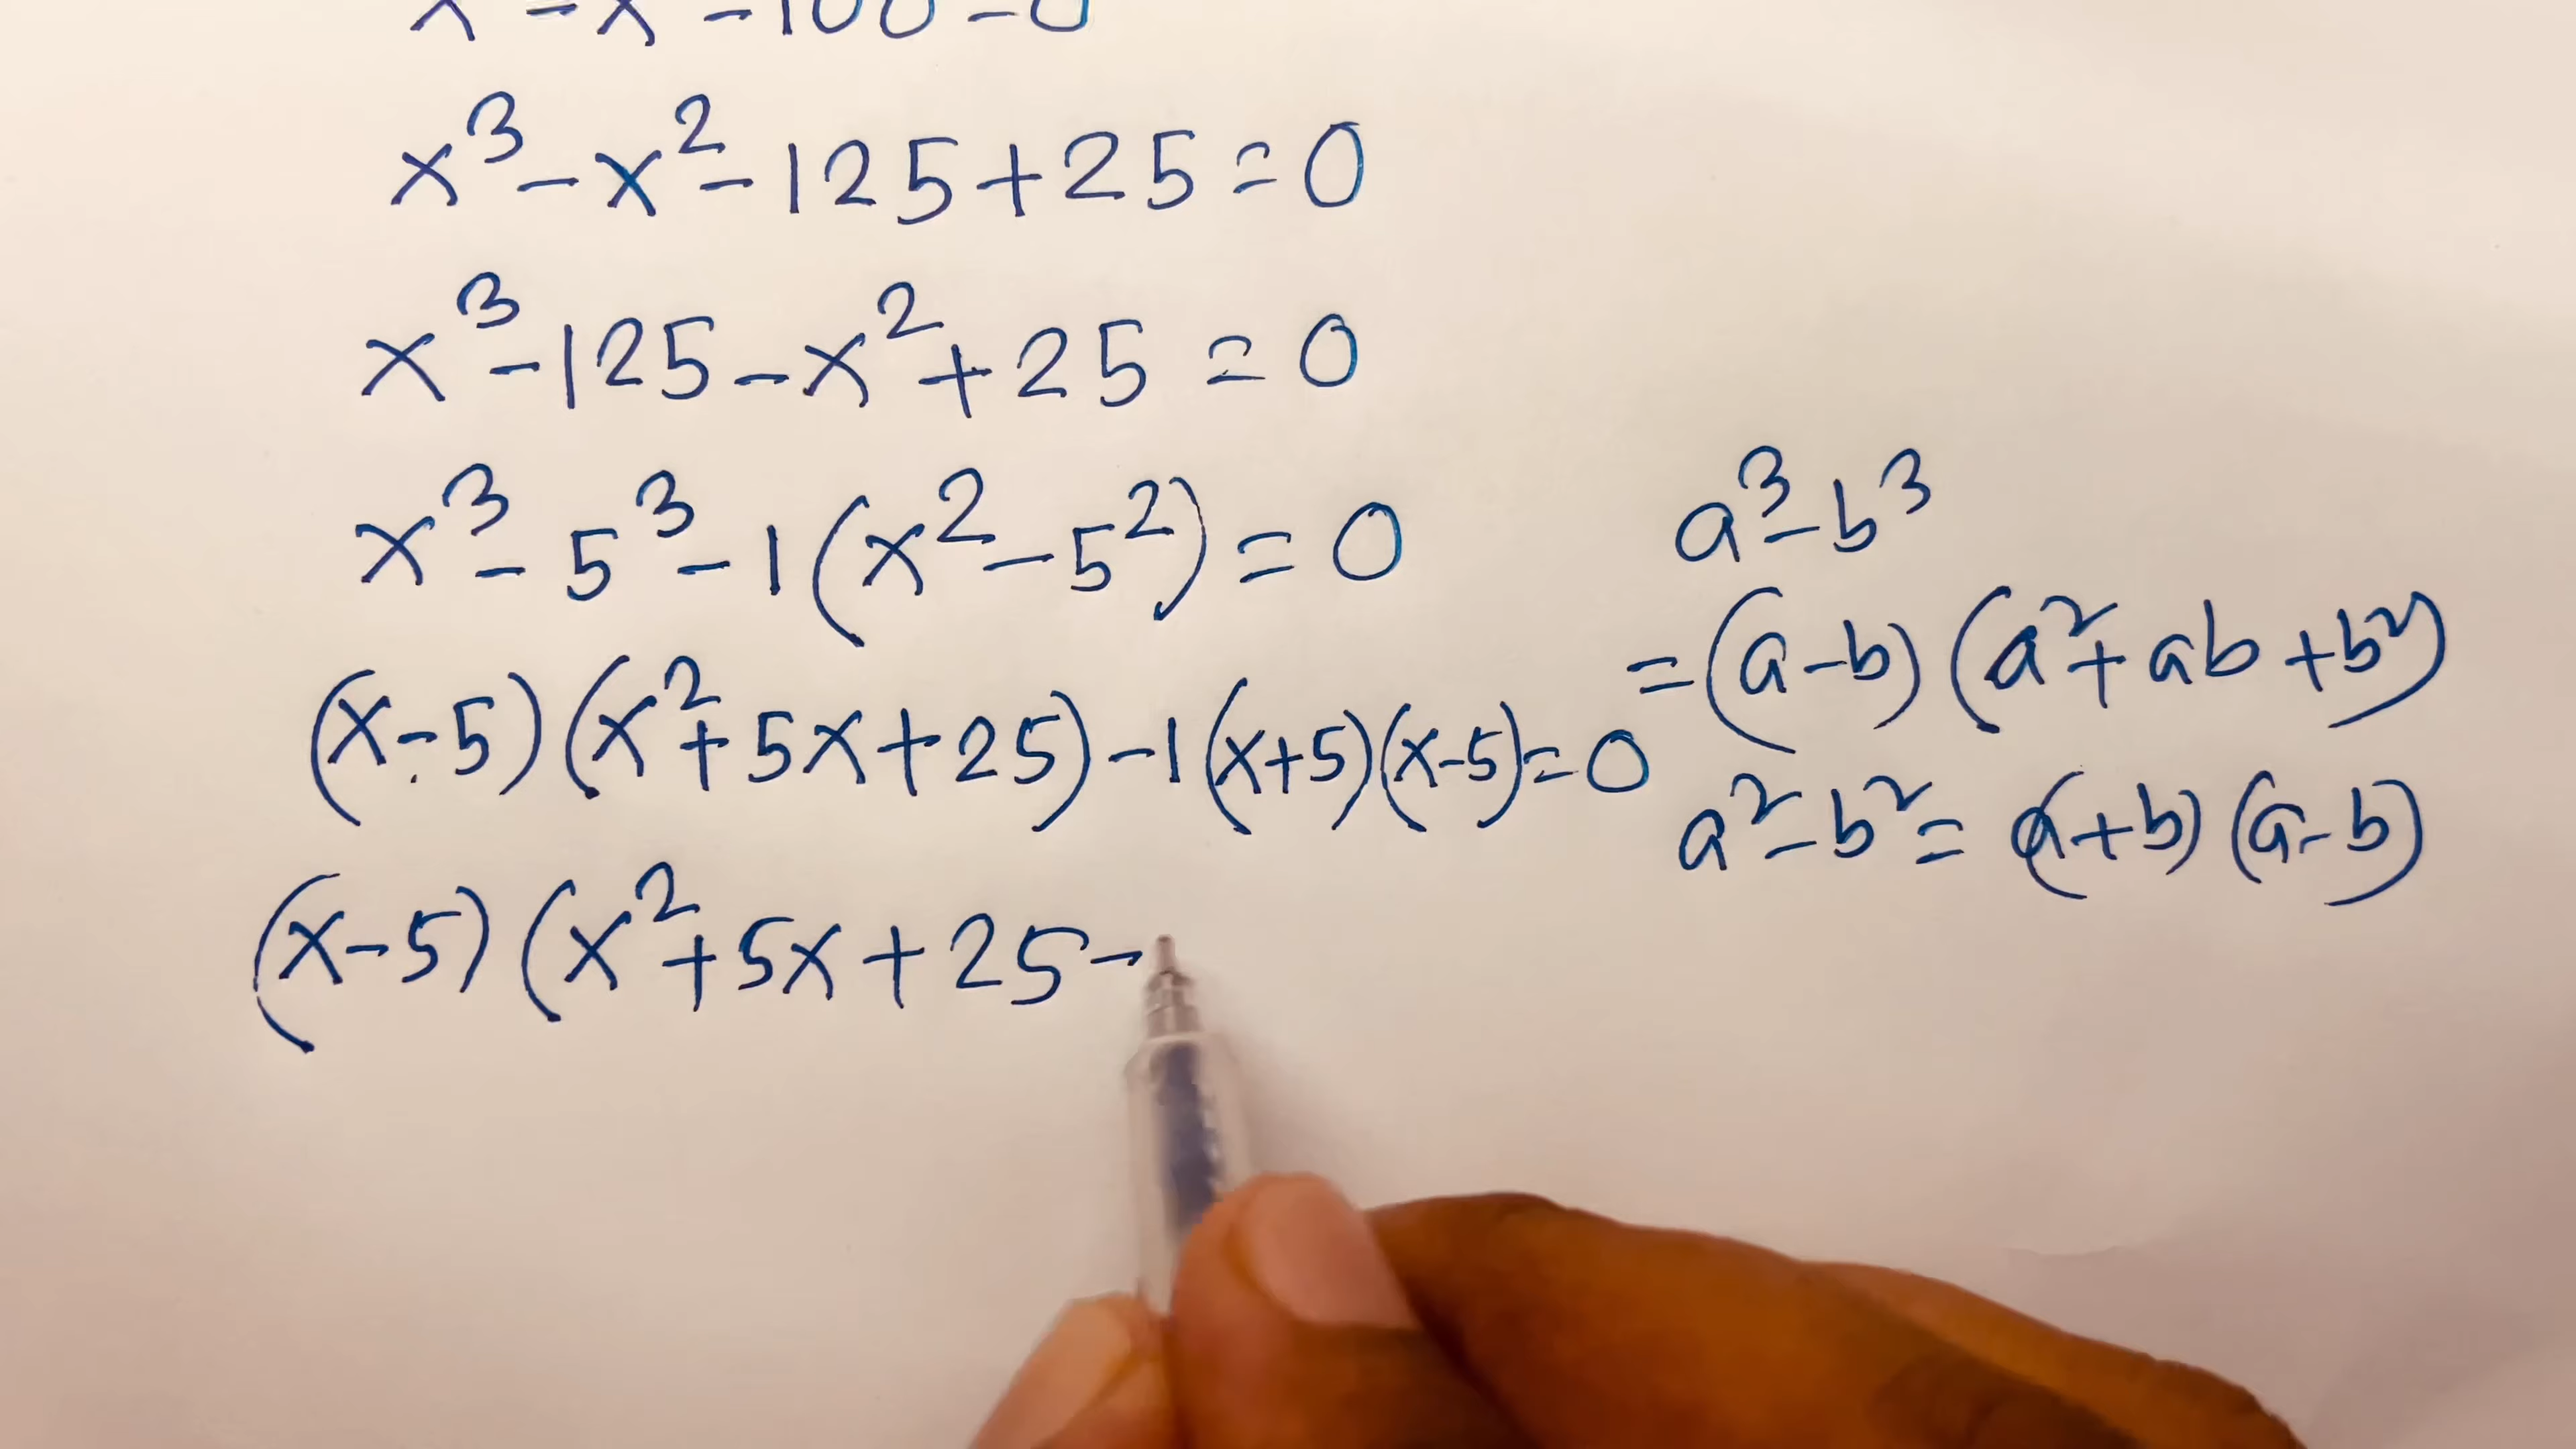 x³-x²-125+25=0
x³-125-x²+25=0
x³-5³-1(x²-5²)=0
(x-5)(x²+5x+25)-1(x+5)(x-5)=0
(x-5)(x²+5x+25-
a³-b³
=(a-b)(a²+ab+b²)
a²-b²=(a+b)(a-b)